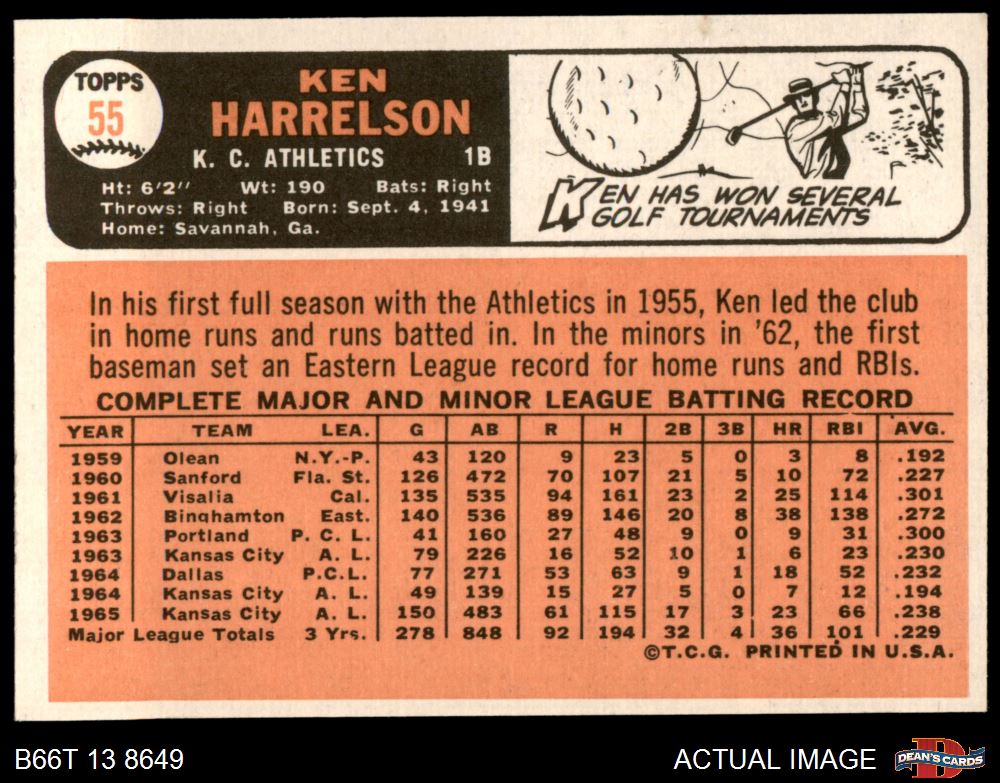 TOPPS
55
KEN
HARRELSON
K. C. ATHLETICS 1B
Ht: 6'2" Wt: 190 Bats: Right
Throws: Right Born: Sept. 4, 1941
Home: Savannah, Ga.
KEN HAS WON SEVERAL
GOLF TOURNAMENTS
In his first full season with the Athletics in 1955, Ken led the club
in home runs and runs batted in. In the minors in '62, the first
baseman set an Eastern League record for home runs and RBIs.
COMPLETE MAJOR AND MINOR LEAGUE BATTING RECORD
YEAR TEAM LEA. G AB R H 2B 3B HR RBI AVG.
1959 Olean N.Y.-P. 43 120 9 23 5 0 3 8 .192
1960 Sanford Fla. St. 126 472 70 107 21 5 10 72 .227
1961 Visalia Cal. 135 535 94 161 23 2 25 114 .301
1962 Binghamton East. 140 536 89 146 20 8 38 138 .272
1963 Portland P. C. L. 41 160 27 48 9 0 9 31 .300
1963 Kansas City A. L. 79 226 16 52 10 1 6 23 .230
1964 Dallas P.C.L. 77 271 53 63 9 1 18 52 .232
1964 Kansas City A. L. 49 139 15 27 5 0 7 12 .194
1965 Kansas City A. L. 150 483 61 115 17 3 23 66 .238
Major League Totals 3 Yrs. 278 848 92 194 32 4 36 101 .229
©T.C.G. PRINTED IN U.S.A.
B66T 13 8649 ACTUAL IMAGE
DEAN'S CARDS